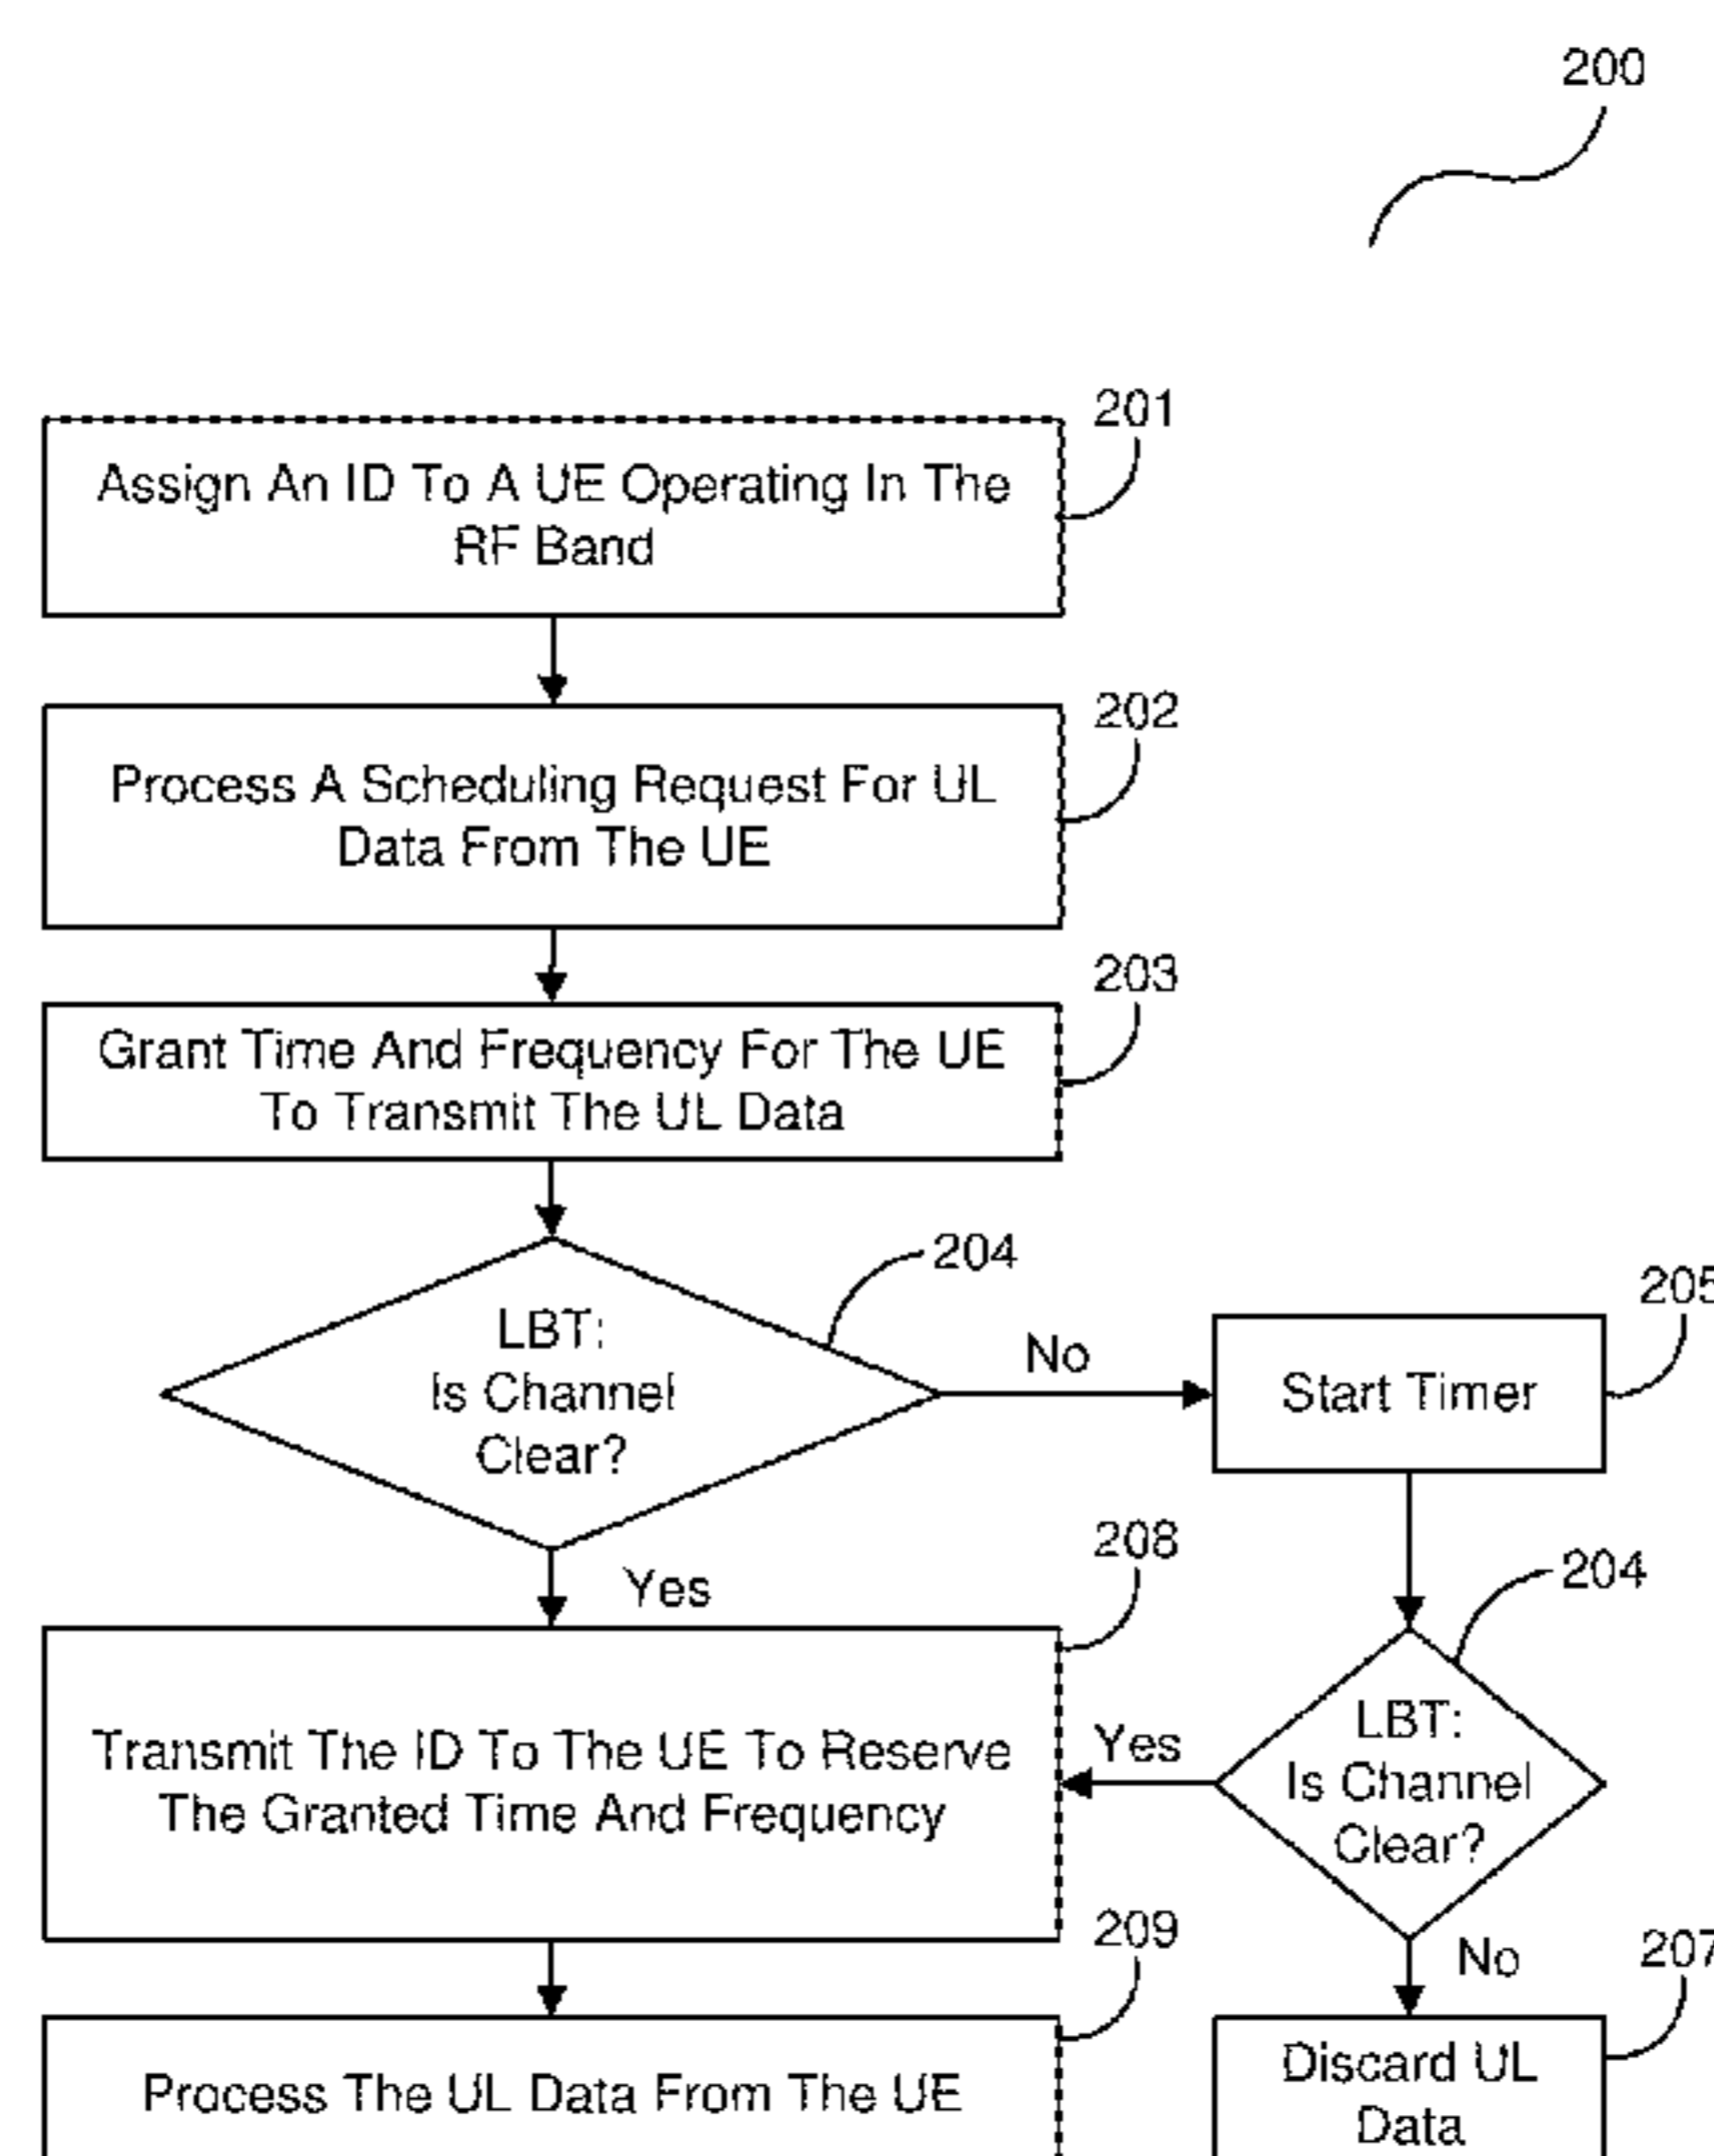 200
201
Assign An ID To A UE Operating In The
RF Band
202
Process A Scheduling Request For UL
Data From The UE
203
Grant Time And Frequency For The UE
To Transmit The UL Data
204
LBT:
Is Channel
Clear?
No
205
Start Timer
Yes
208
Transmit The ID To The UE To Reserve
The Granted Time And Frequency
204
LBT:
Is Channel
Clear?
Yes
No
209
Process The UL Data From The UE
207
Discard UL
Data